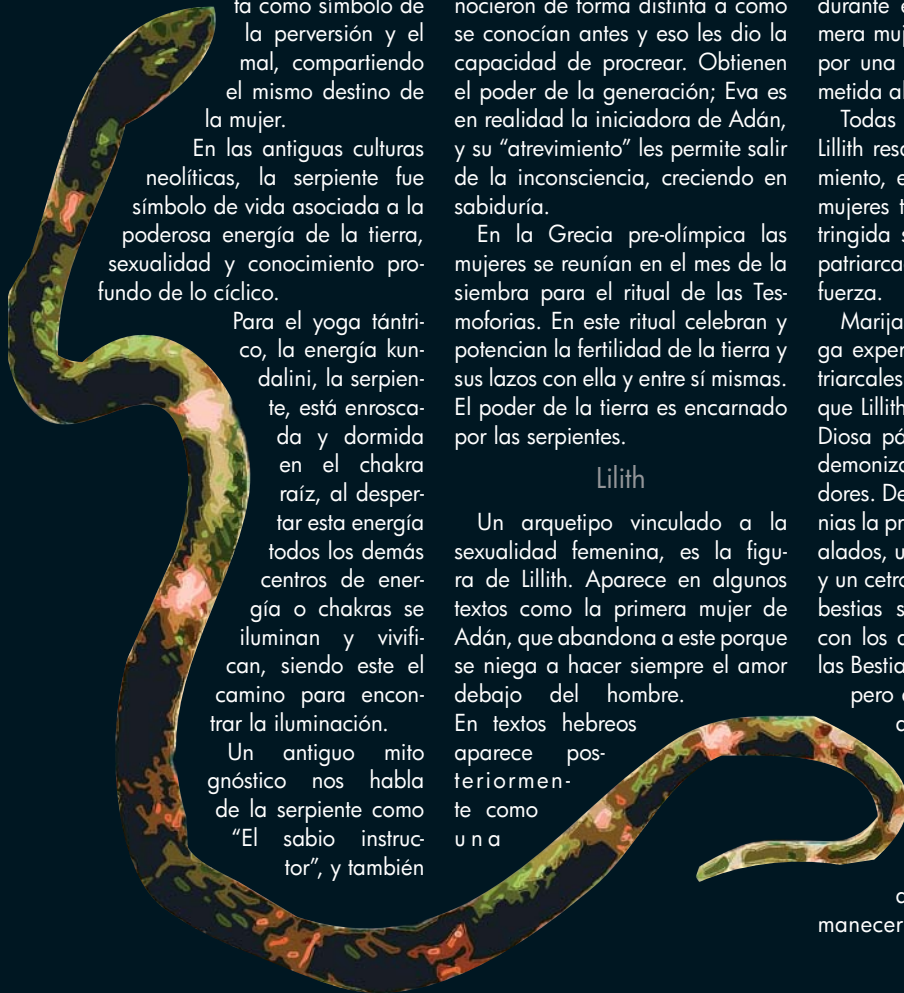 ta como símbolo de
la perversión y el
mal, compartiendo
el mismo destino de
la mujer.
En las antiguas culturas
neolíticas, la serpiente fue
símbolo de vida asociada a la
poderosa energía de la tierra,
sexualidad y conocimiento pro-
fundo de lo cíclico.
Para el yoga tántri-
co, la energía kun-
dalini, la serpien-
te, está enrosca-
da y dormida
en el chakra
raíz, al desper-
tar esta energía
todos los demás
centros de ener-
gía o chakras se
iluminan y vivifi-
can, siendo este el
camino para encon-
trar la iluminación.
Un antiguo mito
gnóstico nos habla
de la serpiente como
“El sabio instruc-
tor”, y también
nocieron de forma distinta a como
se conocían antes y eso les dio la
capacidad de procrear. Obtienen
el poder de la generación; Eva es
en realidad la iniciadora de Adán,
y su “atrevimiento” les permite salir
de la inconsciencia, creciendo en
sabiduría.
En la Grecia pre-olímpica las
mujeres se reunían en el mes de la
siembra para el ritual de las Tes-
moforias. En este ritual celebran y
potencian la fertilidad de la tierra y
sus lazos con ella y entre sí mismas.
El poder de la tierra es encarnado
por las serpientes.
Lilith
Un arquetipo vinculado a la
sexualidad femenina, es la figu-
ra de Lillith. Aparece en algunos
textos como la primera mujer de
Adán, que abandona a este porque
se niega a hacer siempre el amor
debajo del hombre.
En textos hebreos
aparece pos-
teriormen-
te como
una
durante
mera muj
por una
metida al
Todas
Lillith resc
miento, e
mujeres t
tringida s
patriarca
fuerza.
Marija
ga exper
triarcales
que Lillith
Diosa pá
demoniza
dores. De
nias la pr
alados, u
y un cetro
bestias s
con los
las Bestia
pero
manecer